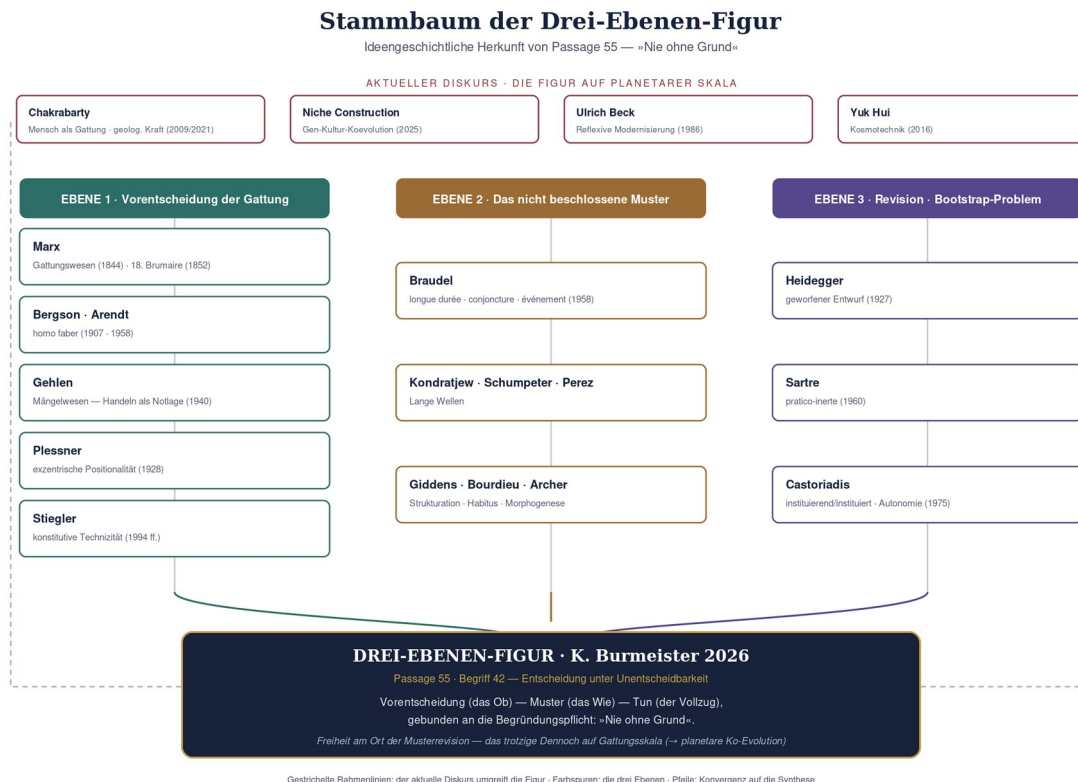 Stammbaum der Drei-Ebenen-Figur
Ideengeschichtliche Herkunft von Passage 55 — »Nie ohne Grund«
AKTUELLER DISKURS · DIE FIGUR AUF PLANETARER SKALA
Chakrabarty
Mensch als Gattung · geolog. Kraft (2009/2021)
Niche Construction
Gen-Kultur-Koevolution (2025)
Ulrich Beck
Reflexive Modernisierung (1986)
Yuk Hui
Kosmotechnik (2016)
EBENE 1 · Vorentscheidung der Gattung
Marx
Gattungswesen (1844) · 18. Brumaire (1852)
Bergson · Arendt
homo faber (1907 · 1958)
Gehlen
Mängelwesen — Handeln als Notlage (1940)
Plessner
exzentrische Positionalität (1928)
Stiegler
konstitutive Technizität (1994 ff.)
EBENE 2 · Das nicht beschlossene Muster
Braudel
longue durée · conjoncture · événement (1958)
Kondratjew · Schumpeter · Perez
Lange Wellen
Giddens · Bourdieu · Archer
Strukturation · Habitus · Morphogenese
EBENE 3 · Revision · Bootstrap-Problem
Heidegger
geworfener Entwurf (1927)
Sartre
pratico-inerte (1960)
Castoriadis
instituierend/instituiert · Autonomie (1975)
DREI-EBENEN-FIGUR · K. Burmeister 2026
Passage 55 · Begriff 42 — Entscheidung unter Unentscheidbarkeit
Vorentscheidung (das Ob) — Muster (das Wie) — Tun (der Vollzug),
gebunden an die Begründungspflicht: »Nie ohne Grund«.
Freiheit am Ort der Musterrevision — das trotzige Dennoch auf Gattungsskala (→ planetare Ko-Evolution)
Gestrichelte Rahmenlinien: der aktuelle Diskurs umgreift die Figur · Farbspuren: die drei Ebenen · Pfeile: Konvergenz auf die Synthese